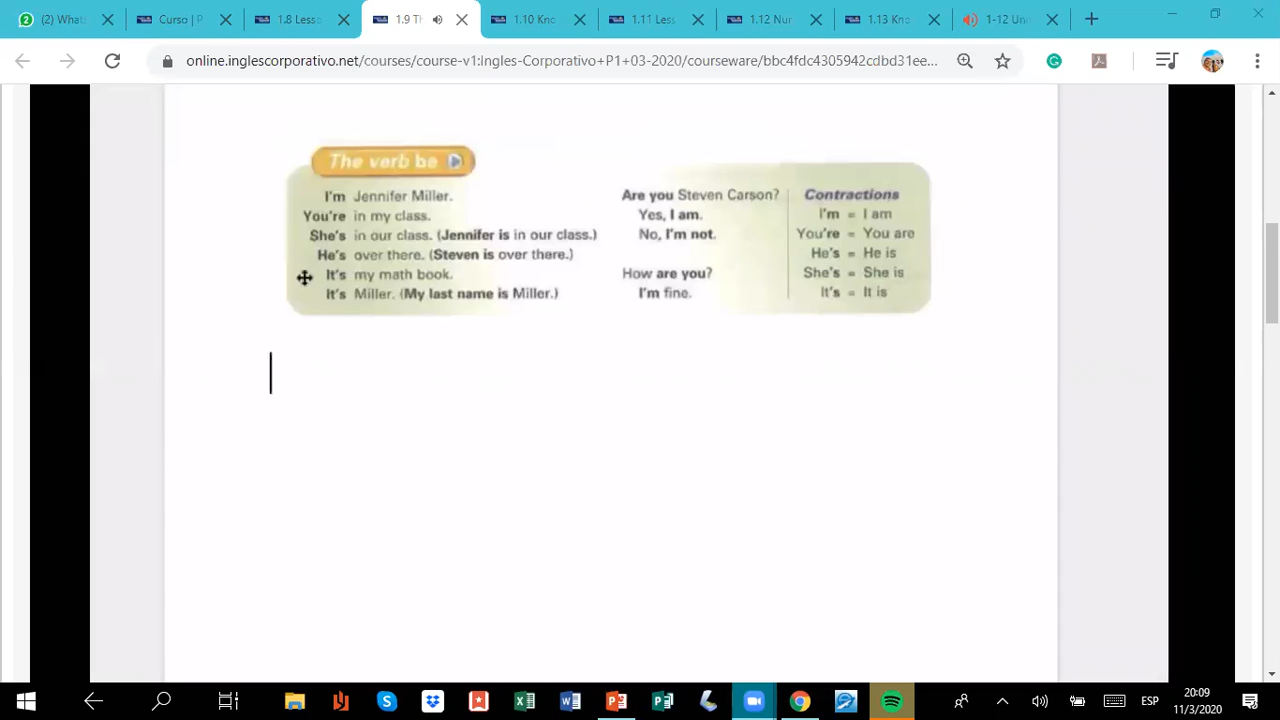 (2) What:
Curso | P
1.8 Lesso
1.9 Th
1.10 Kno
1.11 Less
1.12 Nur
1.13 Kno
1-12 Uni
online.inglescorporativo.net/courses/course-v1:Ingles-Corporativo+P1+03-2020/courseware/bbc4fdc4305942cdbd31ee...
The verb be
I'm Jennifer Miller.
You're in my class.
She's in our class. (Jennifer is in our class.)
He's over there. (Steven is over there.)
It's my math book.
It's Miller. (My last name is Miller.)
Are you Steven Carson?
Yes, I am.
No, I'm not.
How are you?
I'm fine.
Contractions
I'm = I am
You're = You are
He's = He is
She's = She is
It's = It is
ESP
20:09
11/3/2020